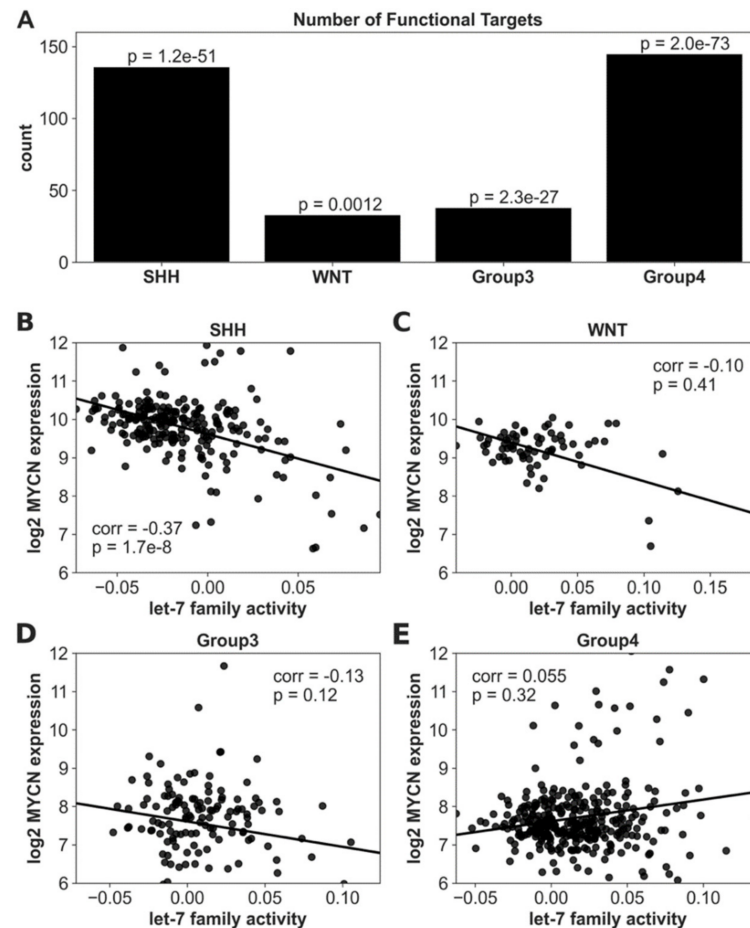 A
Number of Functional Targets
150
100
50
0
count
p = 1.2e-51
p = 0.0012
p = 2.3e-27
p = 2.0e-73
SHH
WNT
Group3
Group4
B
SHH
12
11
10
9
8
7
6
log2 MYCN expression
corr = -0.37
p = 1.7e-8
−0.05
0.00
0.05
let-7 family activity
C
WNT
12
11
10
9
8
7
6
log2 MYCN expression
corr = -0.10
p = 0.41
0.00
0.05
0.10
0.15
let-7 family activity
D
Group3
12
11
10
9
8
7
6
log2 MYCN expression
corr = -0.13
p = 0.12
−0.05
0.00
0.05
0.10
let-7 family activity
E
Group4
12
11
10
9
8
7
6
log2 MYCN expression
corr = 0.055
p = 0.32
−0.05
0.00
0.05
0.10
let-7 family activity